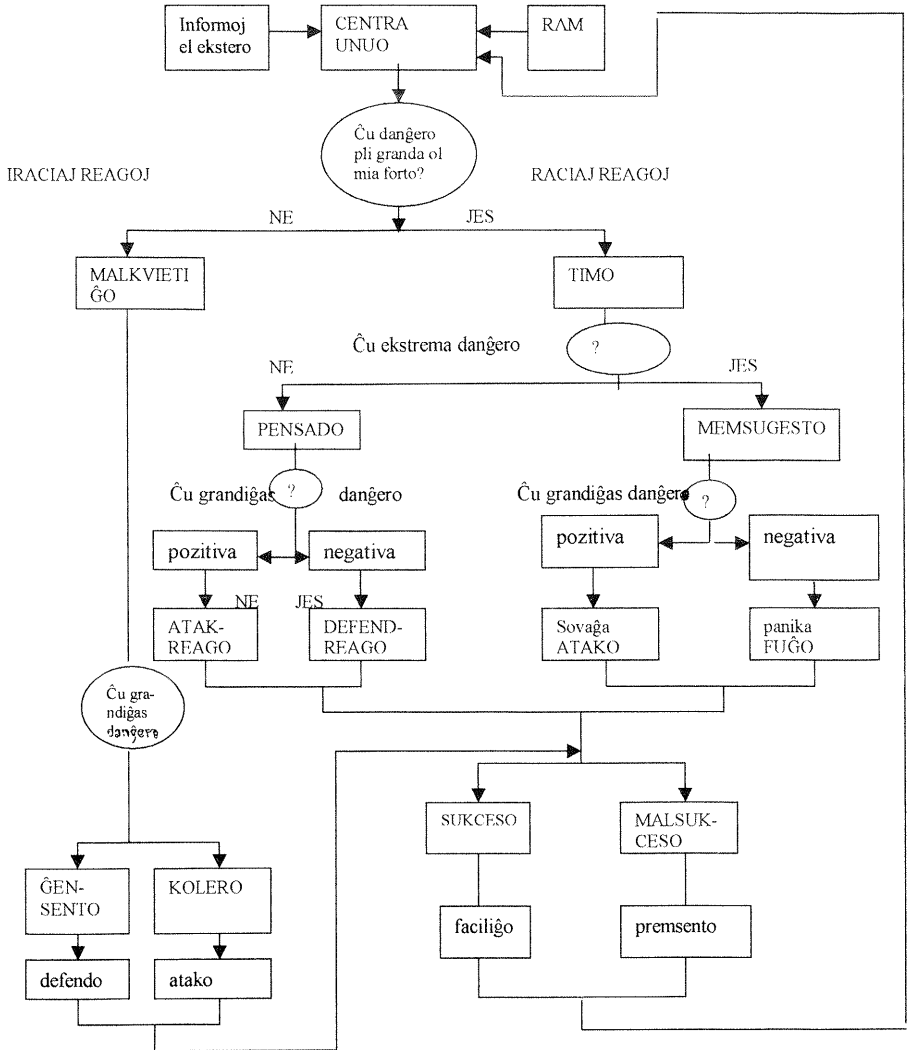 Informoj
el ekstero
CENTRA
UNUO
RAM
Ĉu danĝero
pli granda ol
mia forto?
IRACIAJ REAGOJ
RACIAJ REAGOJ
NE
JES
MALKVIETI
ĜO
TIMO
Ĉu ekstrema danĝero
?
NE
JES
PENSADO
MEMSUGESTO
Ĉu grandiĝas ? danĝero
Ĉu grandiĝas danĝero ?
pozitiva
negativa
pozitiva
negativa
NE
JES
ATAK-
REAGO
DEFEND-
REAGO
Sovaĝa
ATAKO
panika
FUĜO
Ĉu gra-
ndiĝas
danĝero
SUKCESO
MALSUK-
CESO
ĜEN-
SENTO
KOLERO
faciliĝo
premsento
defendo
atako